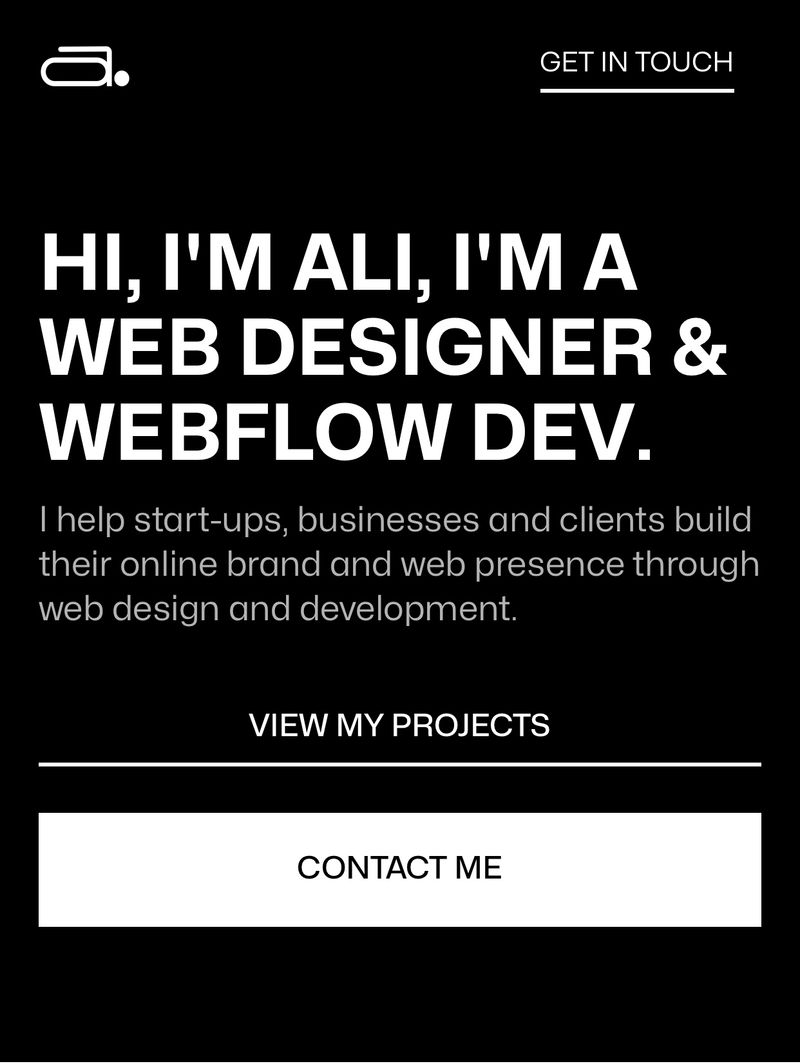 a.
GET IN TOUCH
HI, I'M ALI, I'M A
WEB DESIGNER &
WEBFLOW DEV.
I help start-ups, businesses and clients build
their online brand and web presence through
web design and development.
VIEW MY PROJECTS
CONTACT ME